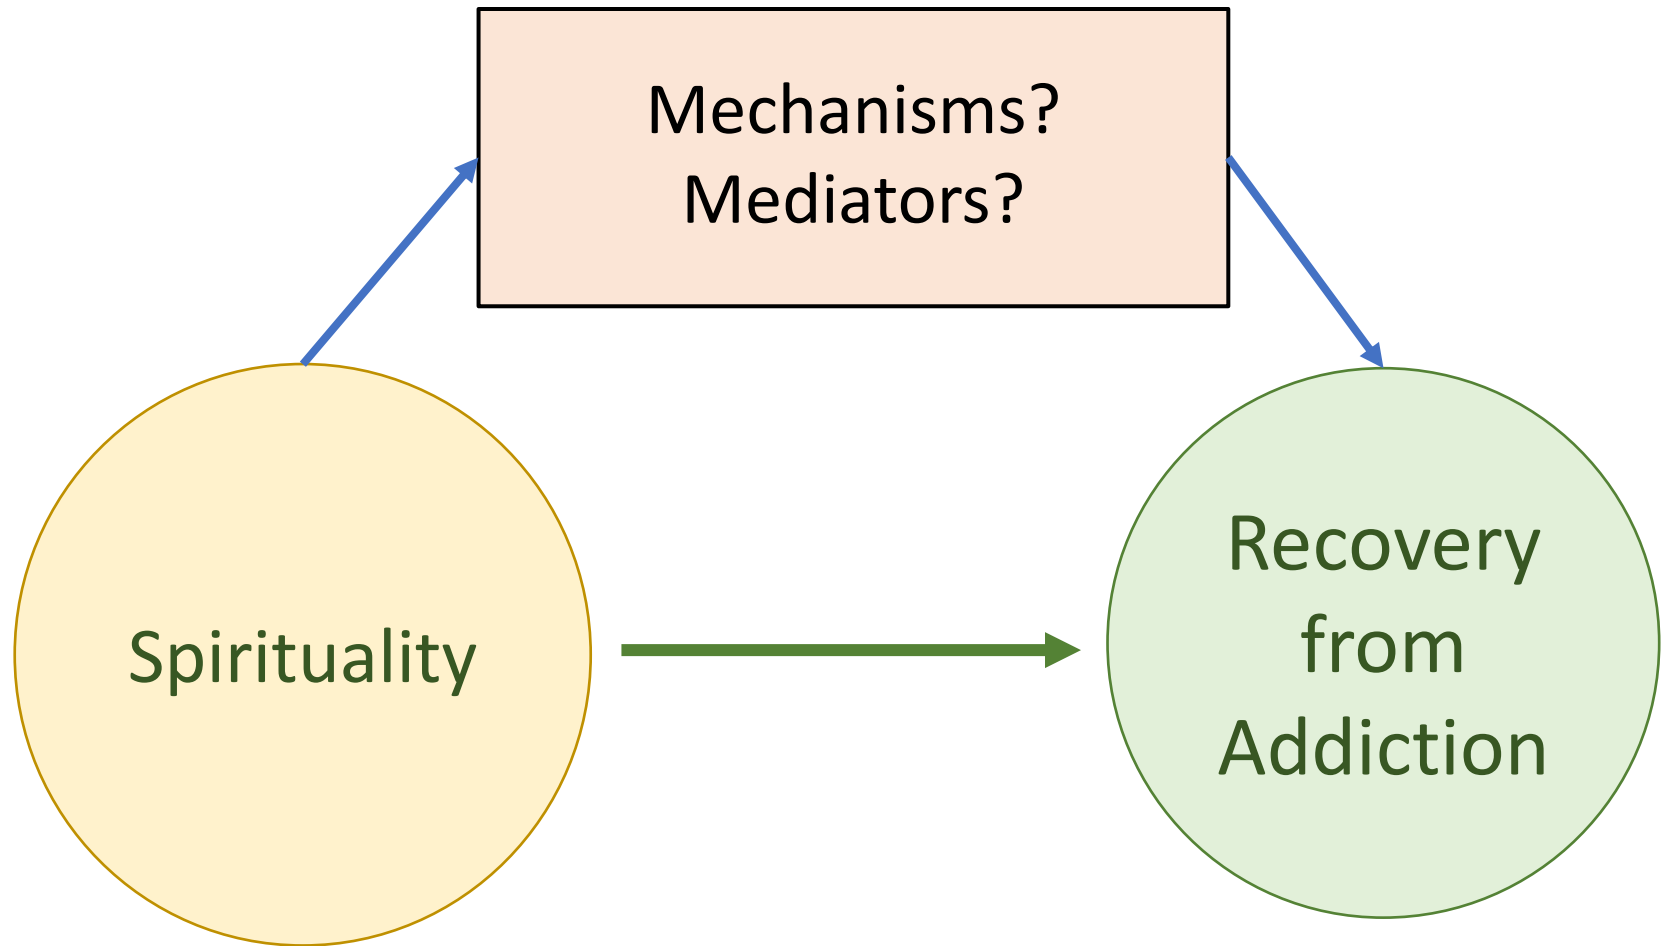 Mechanisms?
Mediators?
Spirituality
Recovery
from
Addiction